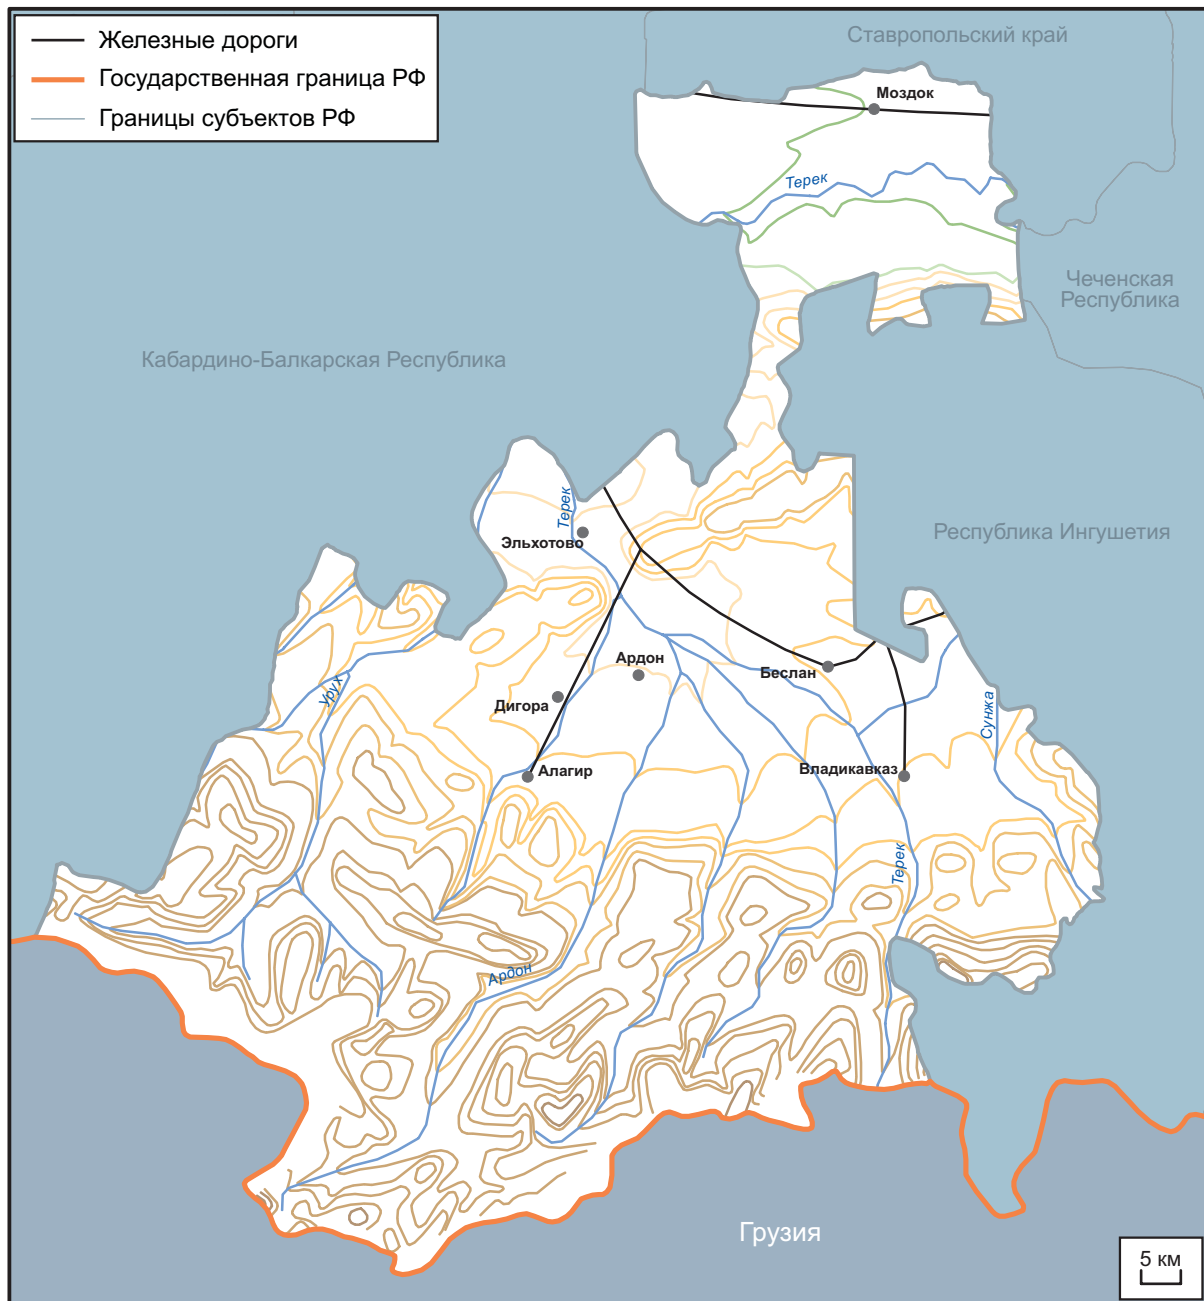 Железные дороги
Государственная граница РФ
Границы субъектов РФ
Ставропольский край
Моздок
Терек
Чеченская
Республика
Кабардино-Балкарская Республика
Терек
Эльхотово
Республика Ингушетия
Ардон
Беслан
Урух
Дигора
Сунжа
Алагир
Владикавказ
Терек
Ардон
Грузия
5 км